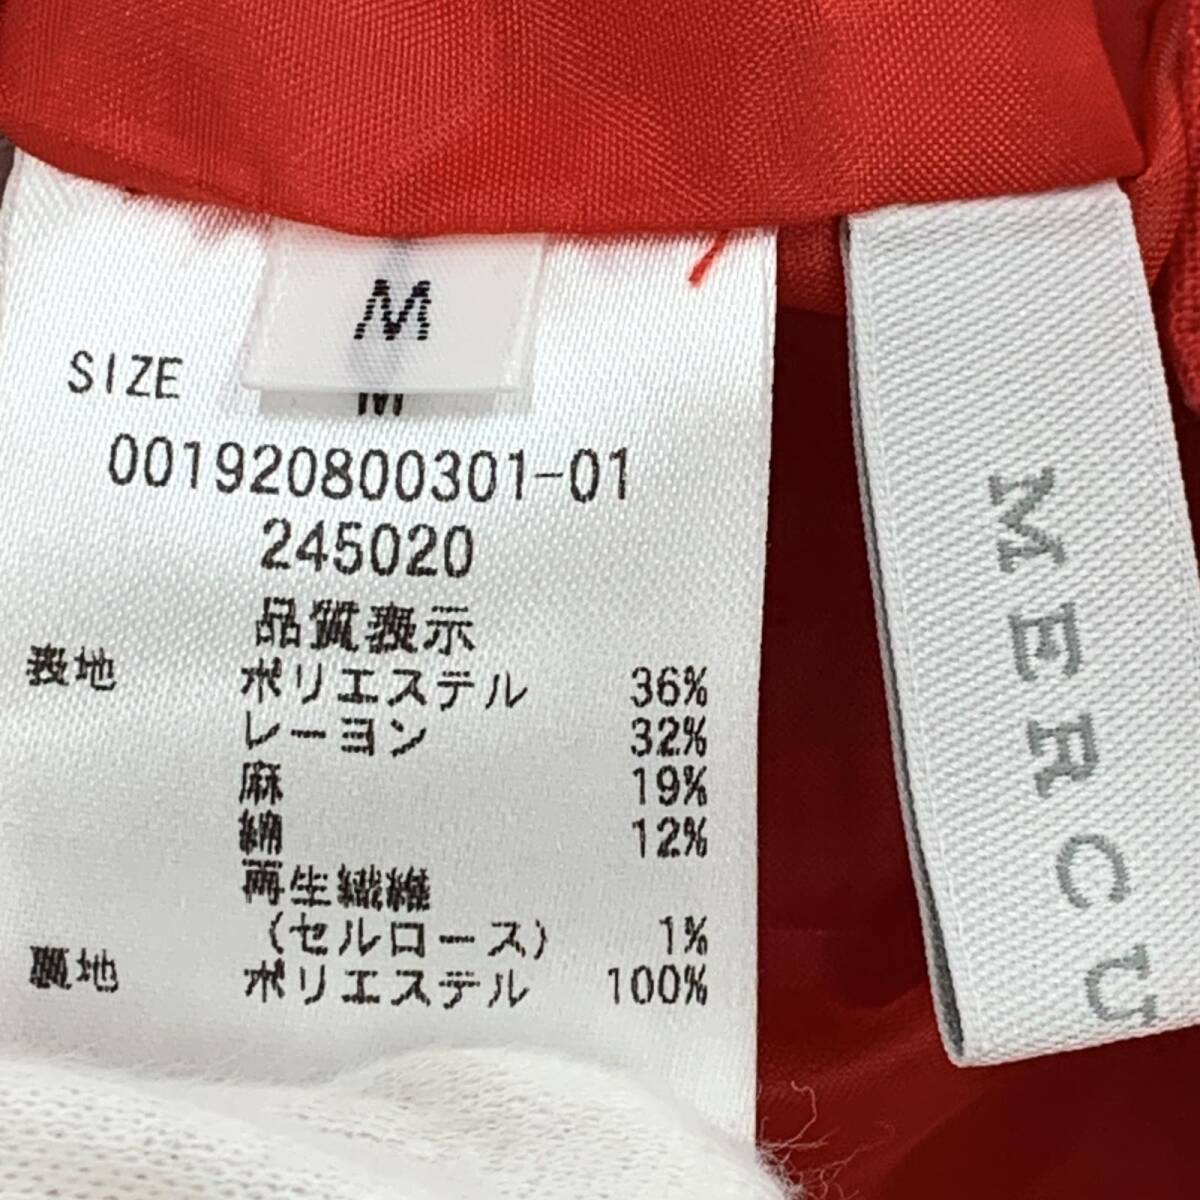 M
SIZE M
001920800301-01
245020
品質表示
表地 ポリエステル 36%
レーヨン 32%
麻 19%
綿 12%
再生繊維
(セルロース) 1%
裏地 ポリエステル 100%
MERCU